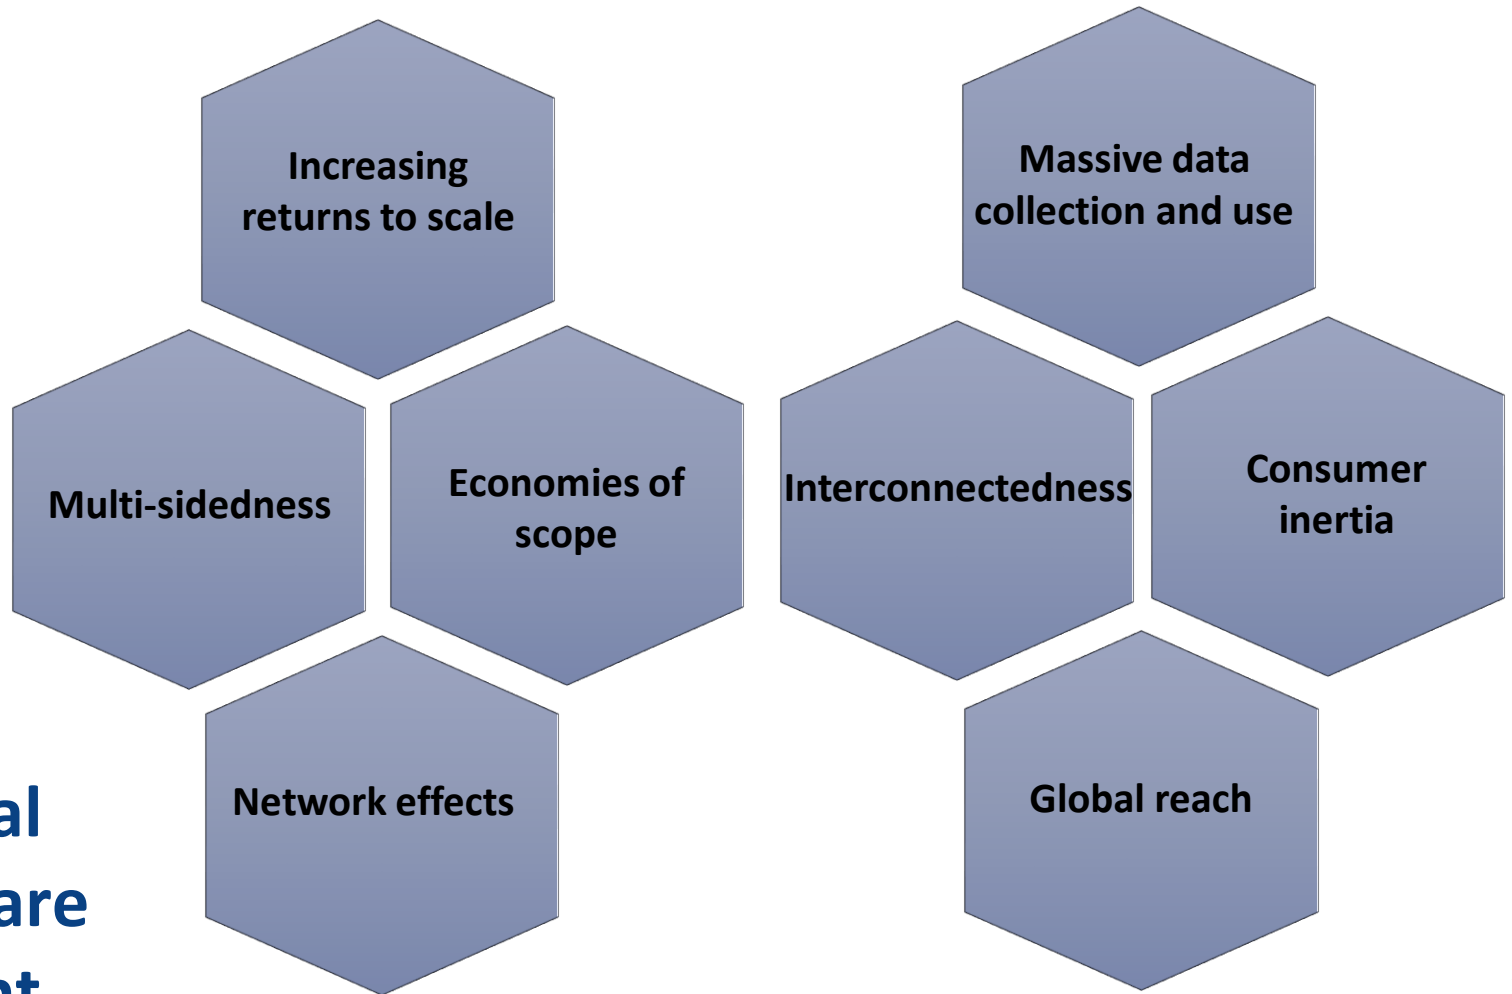 Increasing
returns to scale
Massive data
collection and use
Multi-sidedness
Economies of
scope
Interconnectedness
Consumer
inertia
Network effects
Global reach
al
are